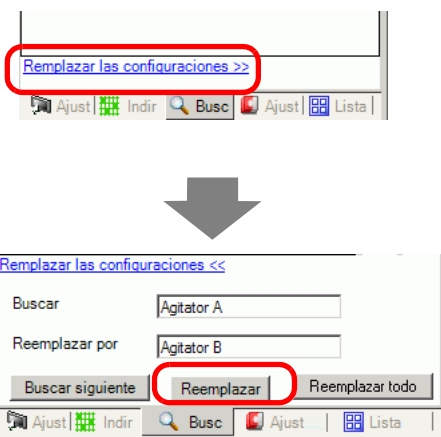 Remplazar las configuraciones >>
Ajust Indir Busc Ajust Lista
Remplazar las configuraciones <<
Buscar Agitator A
Reemplazar por Agitator B
Buscar siguiente Reemplazar Reemplazar todo
Ajust Indir Busc Ajust Lista